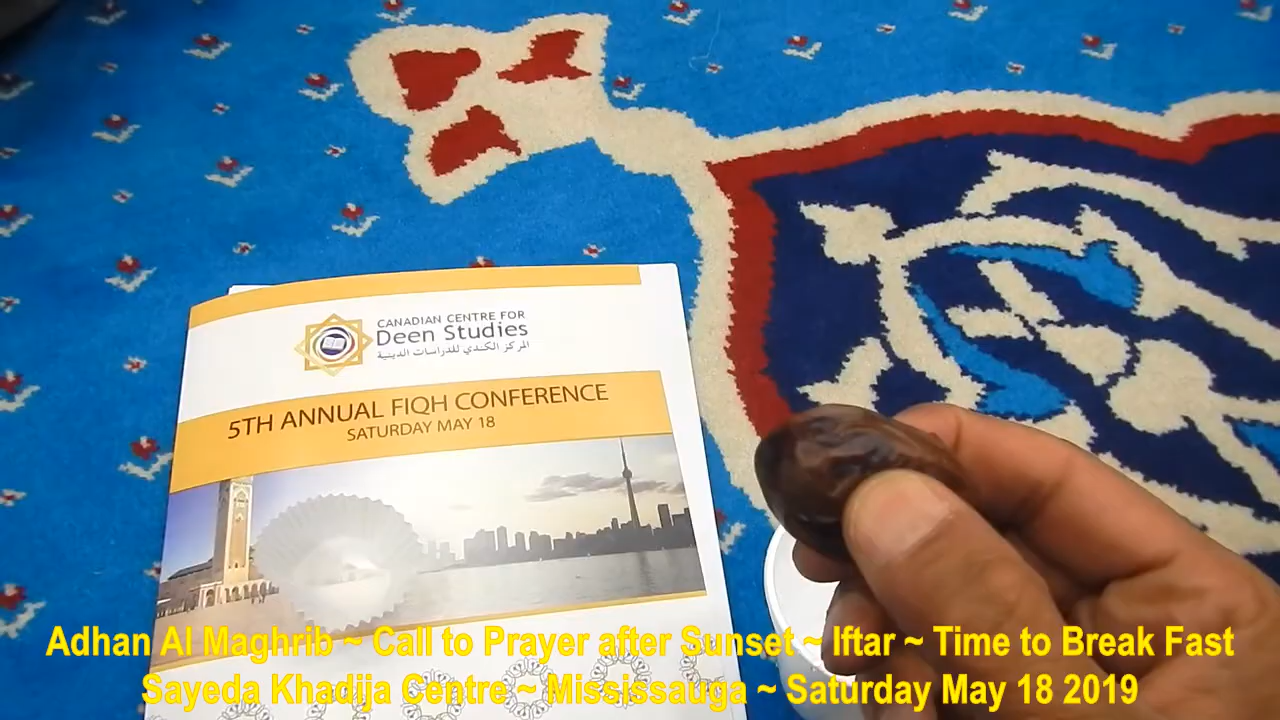 CANADIAN CENTRE FOR
Deen Studies
المركز الكندي للدراسات الدينية
5TH ANNUAL FIQH CONFERENCE
SATURDAY MAY 18
Adhan Al Maghrib ~ Call to Prayer after Sunset ~ Iftar ~ Time to Break Fast
Sayeda Khadija Centre ~ Mississauga ~ Saturday May 18 2019